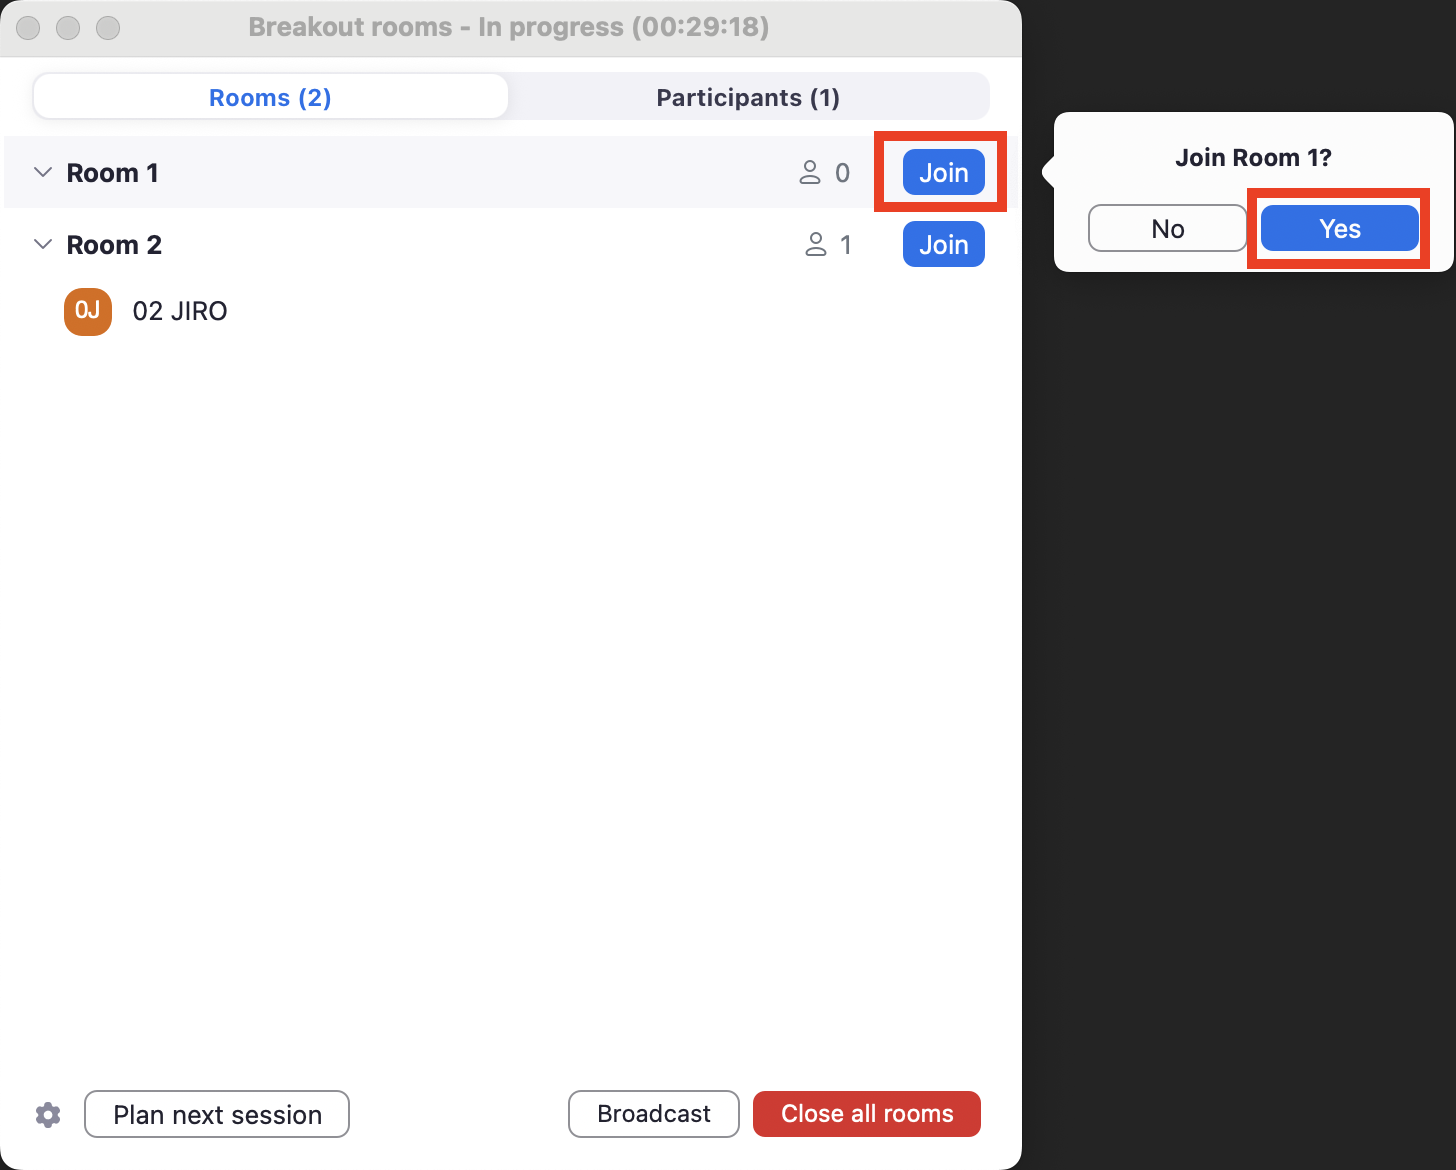 Breakout rooms - In progress (00:29:18)
Rooms (2)
Participants (1)
Room 1
0
Join
Room 2
1
Join
0J
02 JIRO
Join Room 1?
No
Yes
Plan next session
Broadcast
Close all rooms